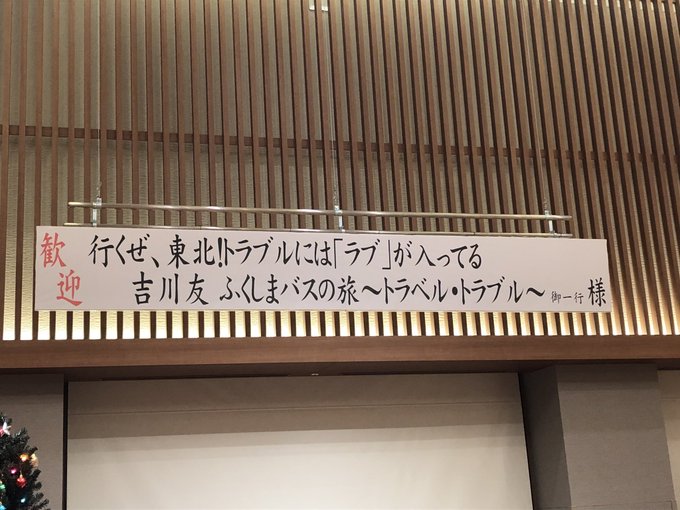 歓迎
行くぜ、東北!トラブルには「ラブ」が入ってる
吉川友 ふくしまバスの旅〜トラベル・トラブル〜 御一行 様